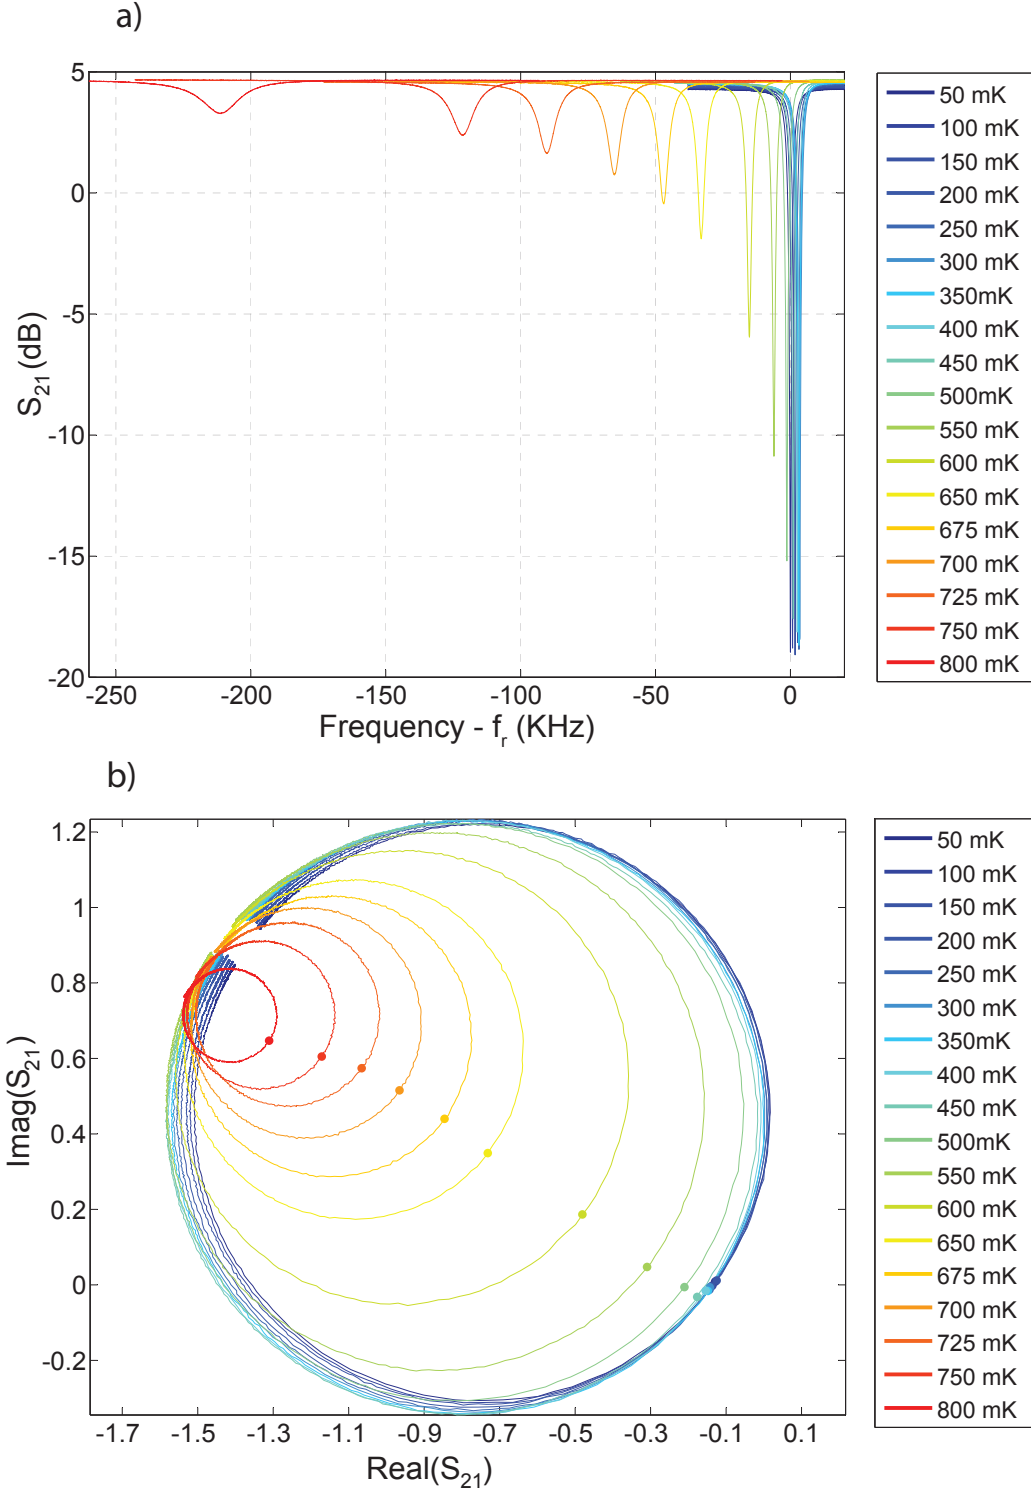 a)
5
0
-5
-10
-15
-20
S21 (dB)
-250 -200 -150 -100 -50 0
Frequency - fr (KHz)
50 mK
100 mK
150 mK
200 mK
250 mK
300 mK
350mK
400 mK
450 mK
500mK
550 mK
600 mK
650 mK
675 mK
700 mK
725 mK
750 mK
800 mK
b)
1.2
1
0.8
0.6
0.4
0.2
0
-0.2
Imag(S21)
-1.7 -1.5 -1.3 -1.1 -0.9 -0.7 -0.5 -0.3 -0.1 0.1
Real(S21)
50 mK
100 mK
150 mK
200 mK
250 mK
300 mK
350mK
400 mK
450 mK
500mK
550 mK
600 mK
650 mK
675 mK
700 mK
725 mK
750 mK
800 mK